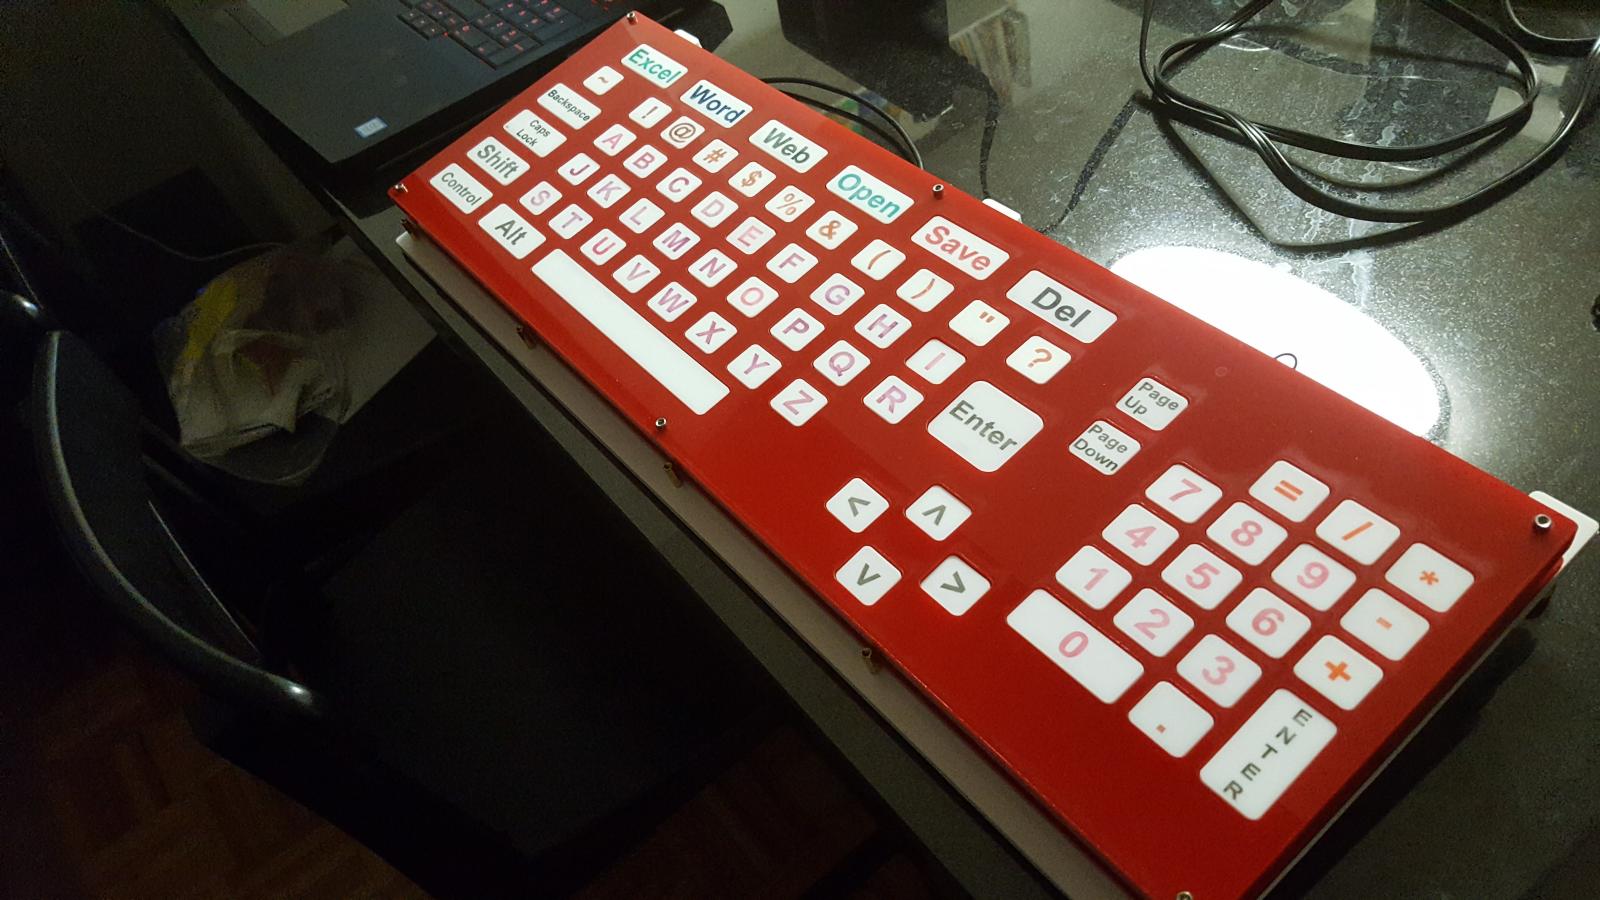 Excel Word Web Open Save Del
~ ! @ # $ % & ( ) " ?
Backspace A B C D E F G H I
Caps
Lock
J K L M N O P Q R
Shift S T U V W X Y Z
Control Alt
Enter
Page
Up
Page
Down
< ^
v >
= / *
7 8 9 -
4 5 6 +
1 2 3
0 .
E
N
T
E
R